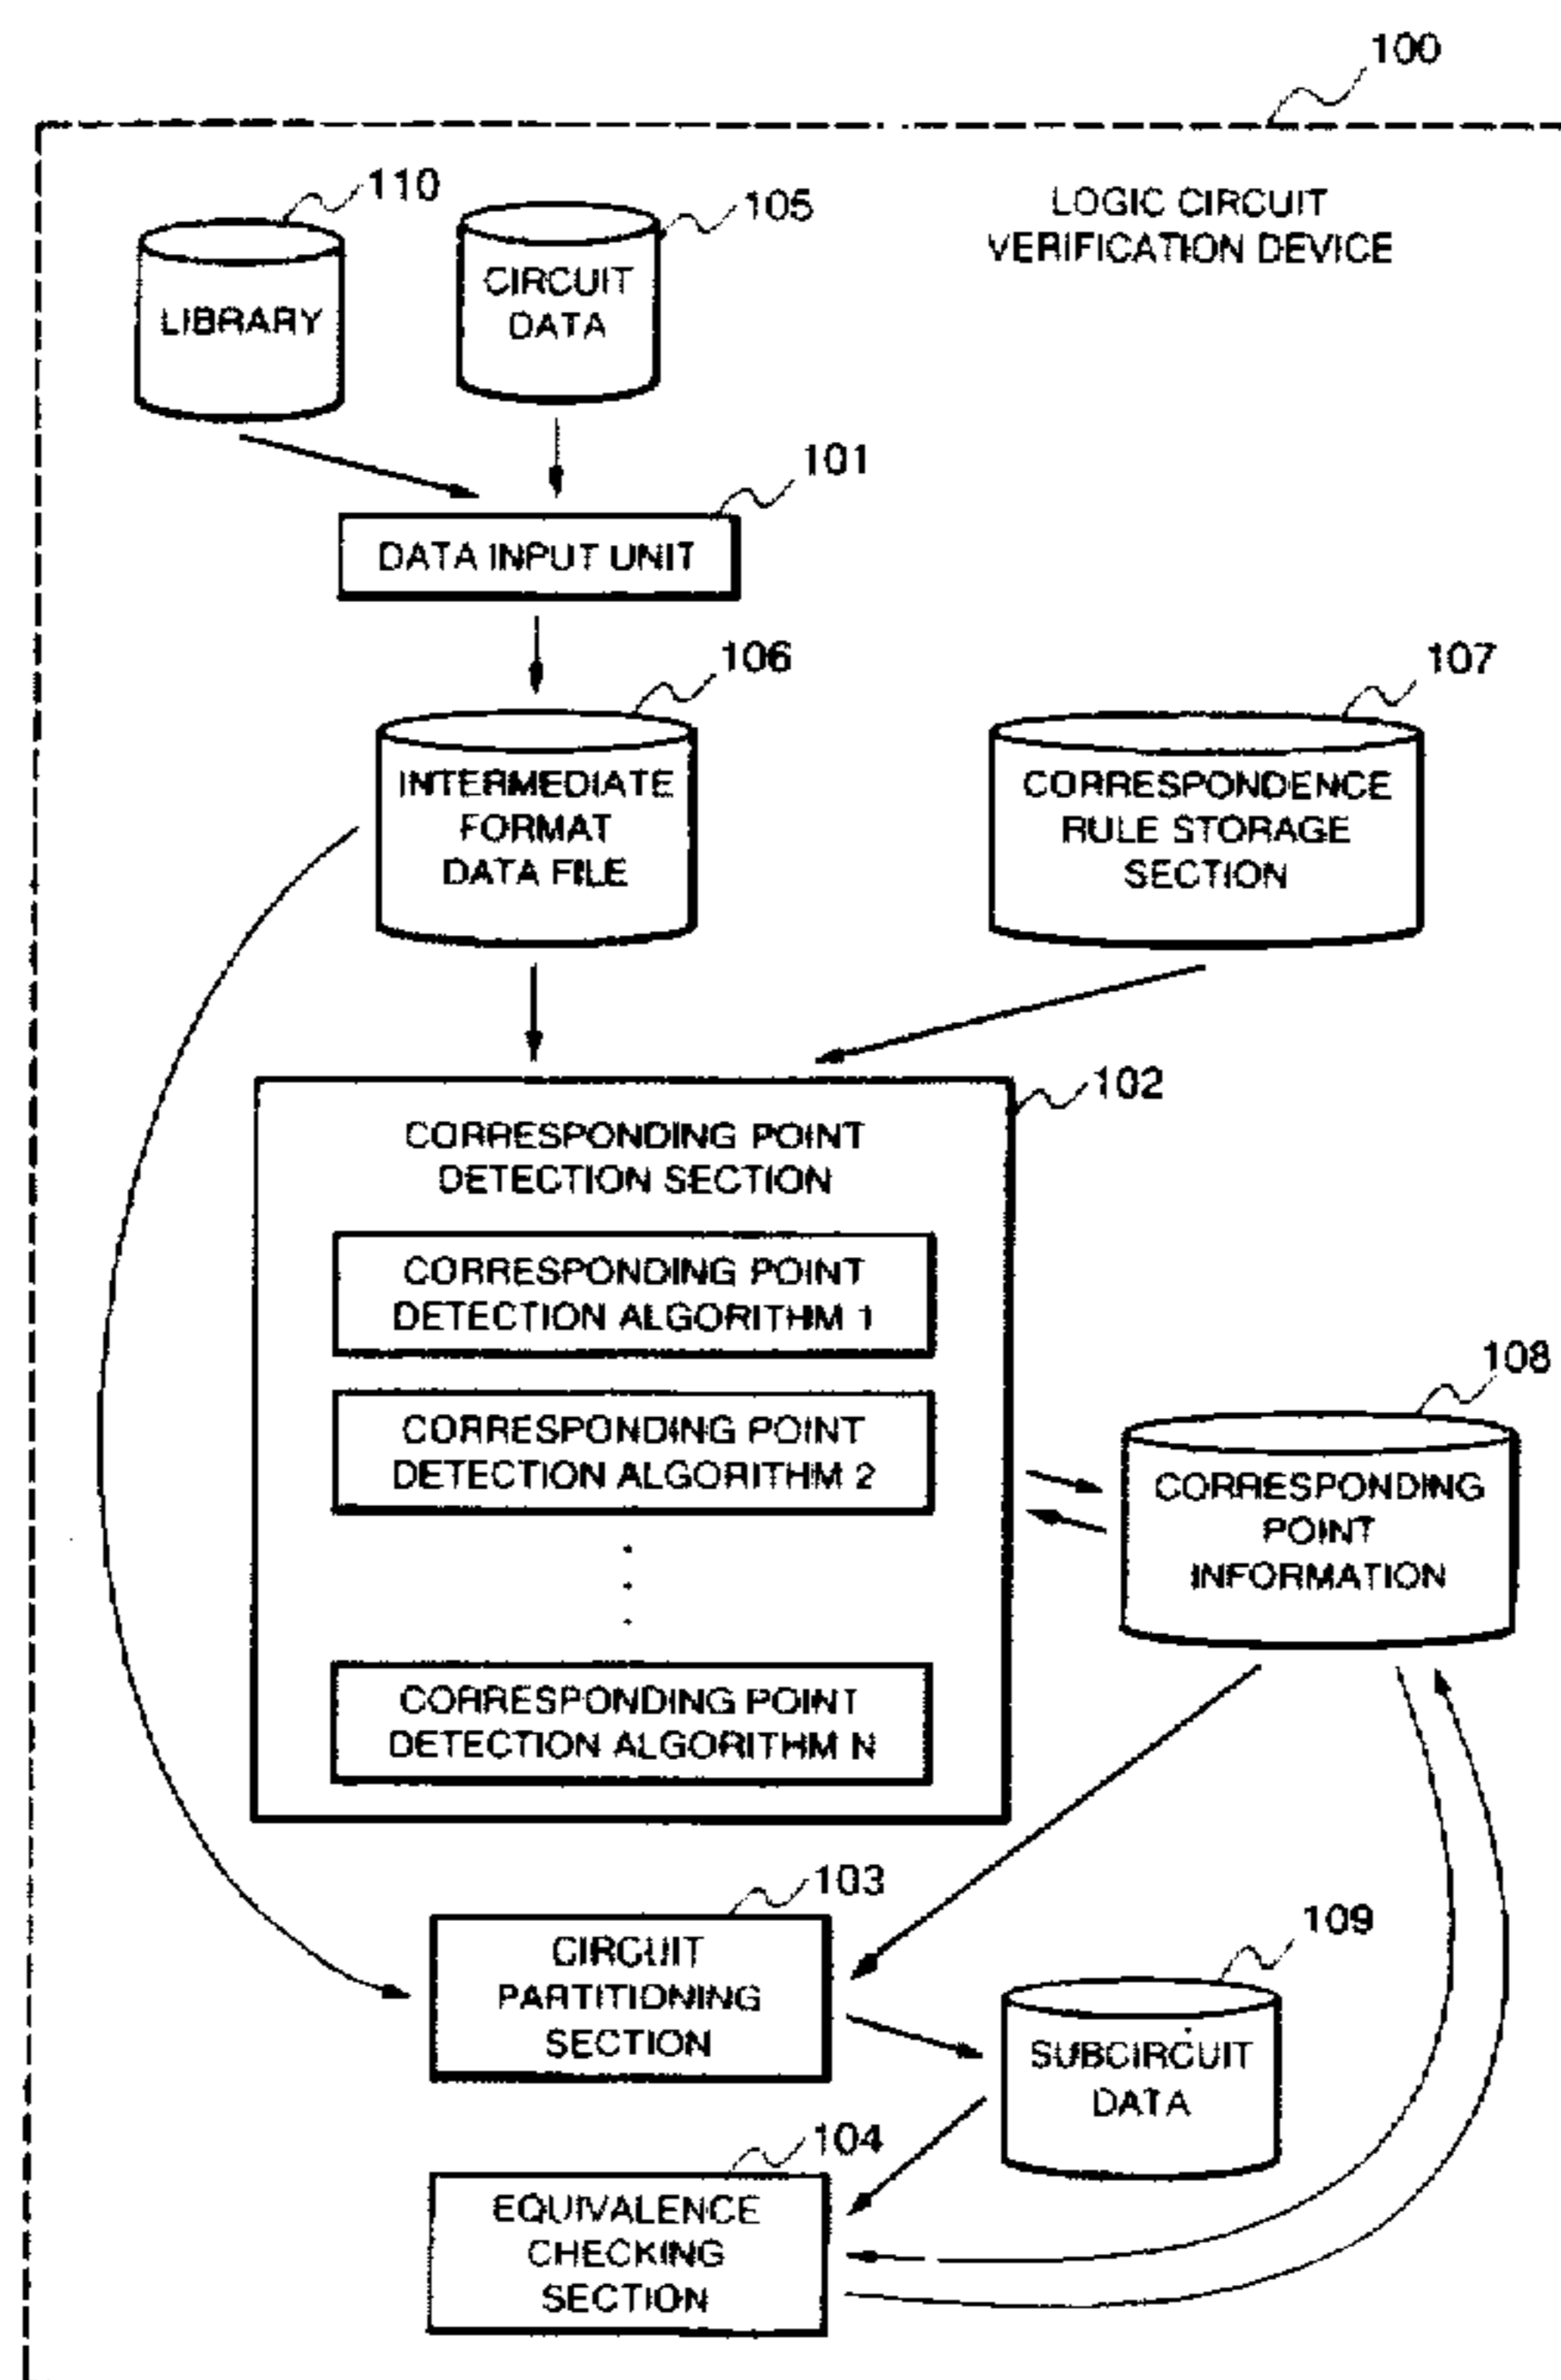 100
110
105
LOGIC CIRCUIT
VERIFICATION DEVICE
LIBRARY
CIRCUIT
DATA
101
DATA INPUT UNIT
106
107
INTERMEDIATE
FORMAT
DATA FILE
CORRESPONDENCE
RULE STORAGE
SECTION
102
CORRESPONDING POINT
DETECTION SECTION
CORRESPONDING POINT
DETECTION ALGORITHM 1
CORRESPONDING POINT
DETECTION ALGORITHM 2
108
CORRESPONDING
POINT
INFORMATION
CORRESPONDING POINT
DETECTION ALGORITHM N
103
CIRCUIT
PARTITIONING
SECTION
109
SUBCIRCUIT
DATA
104
EQUIVALENCE
CHECKING
SECTION